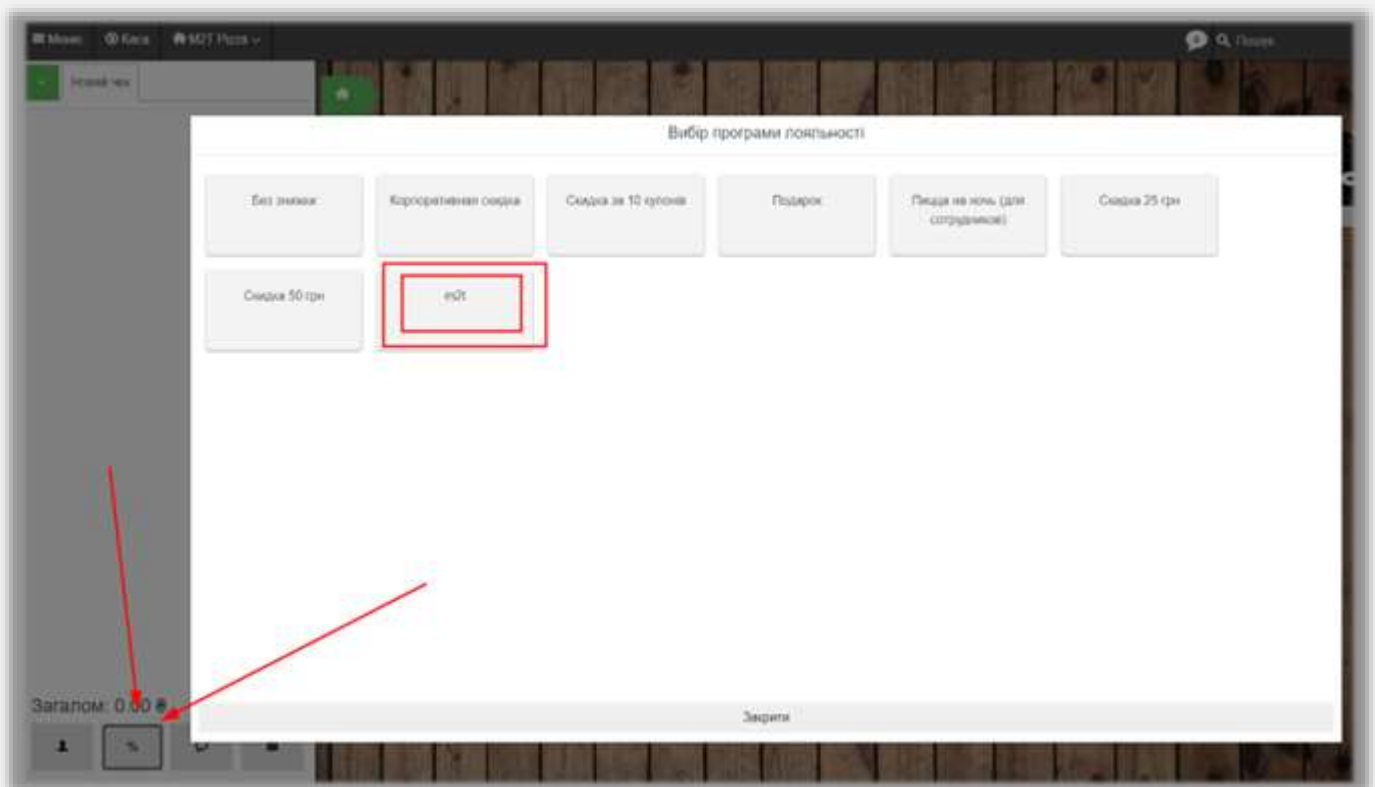 Меню Каса M2T Pizza
Пошук
Новий чек
Вибір програми лояльності
Без знижки
Корпоративная скидка
Скидка за 10 купонів
Подарок
Пицца на ночь (для
сотрудников)
Скидка 25 грн
Скидка 50 грн
m2t
Загалом: 0.00 ₴
%
Закрити